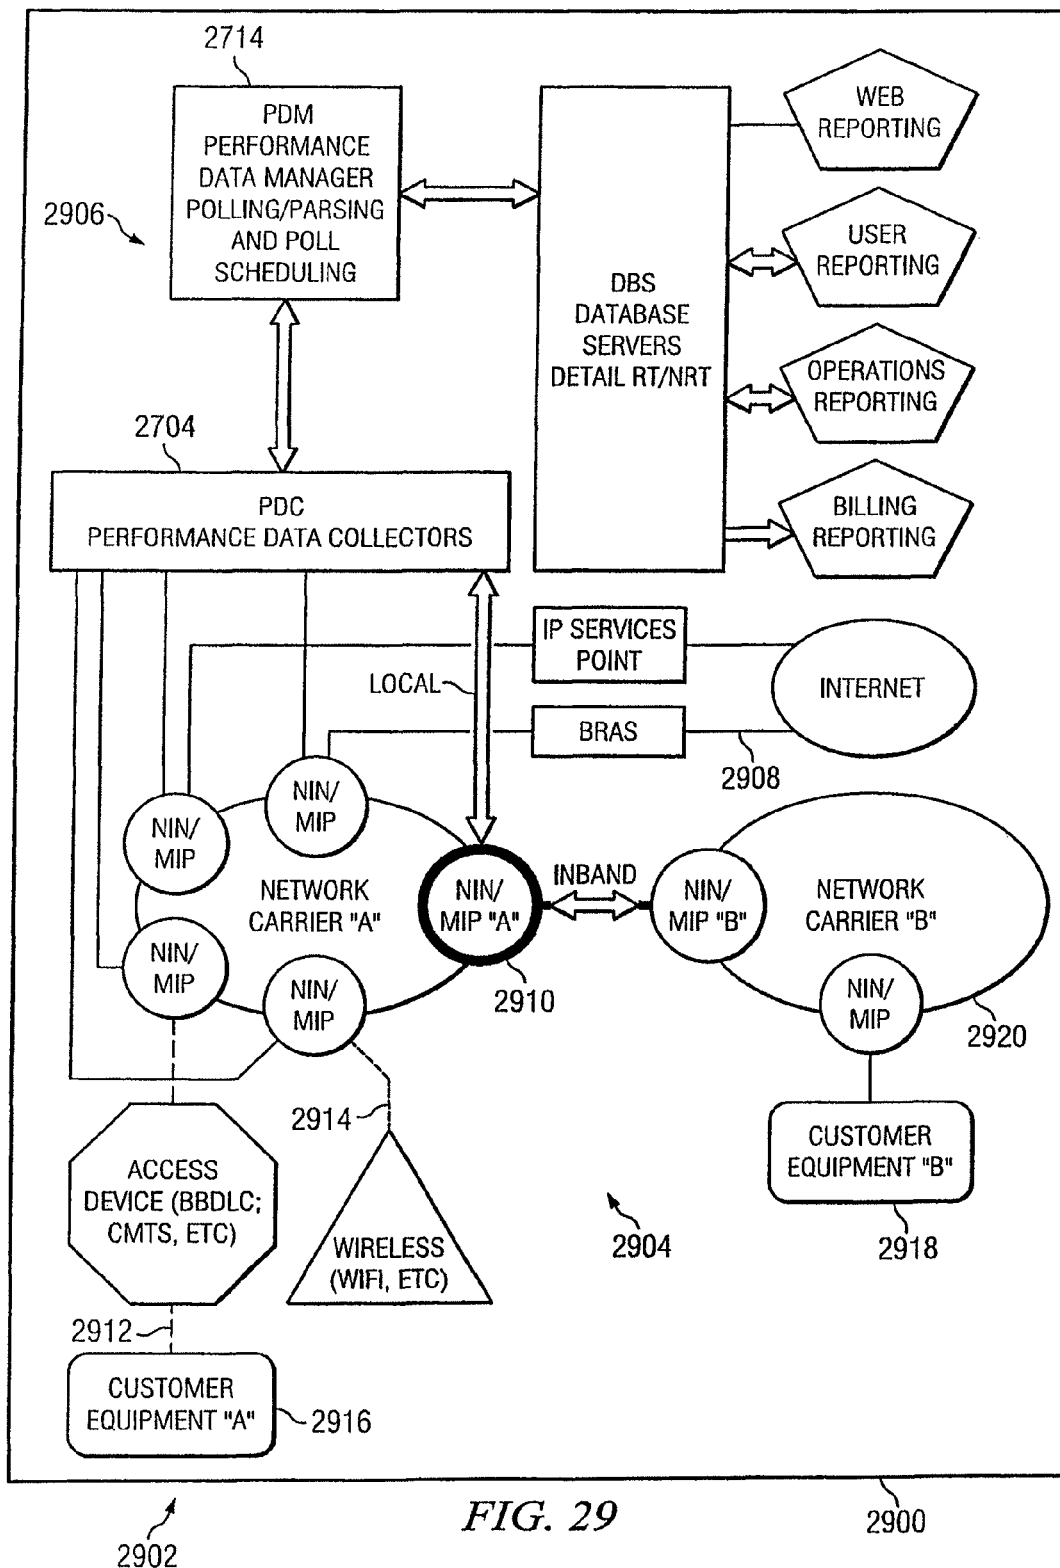 2714
PDM
PERFORMANCE
DATA MANAGER
POLLING/PARSING
AND POLL
SCHEDULING
2906
DBS
DATABASE
SERVERS
DETAIL RT/NRT
WEB
REPORTING
USER
REPORTING
OPERATIONS
REPORTING
BILLING
REPORTING
2704
PDC
PERFORMANCE DATA COLLECTORS
LOCAL
IP SERVICES
POINT
BRAS
INTERNET
2908
NIN/
MIP
NIN/
MIP
NIN/
MIP
NIN/
MIP
NETWORK
CARRIER "A"
NIN/
MIP "A"
2910
INBAND
NIN/
MIP "B"
NETWORK
CARRIER "B"
NIN/
MIP
2920
2914
ACCESS
DEVICE (BBDLC;
CMTS, ETC)
WIRELESS
(WIFI, ETC)
2904
CUSTOMER
EQUIPMENT "B"
2918
2912
CUSTOMER
EQUIPMENT "A"
2916
2902
FIG. 29
2900